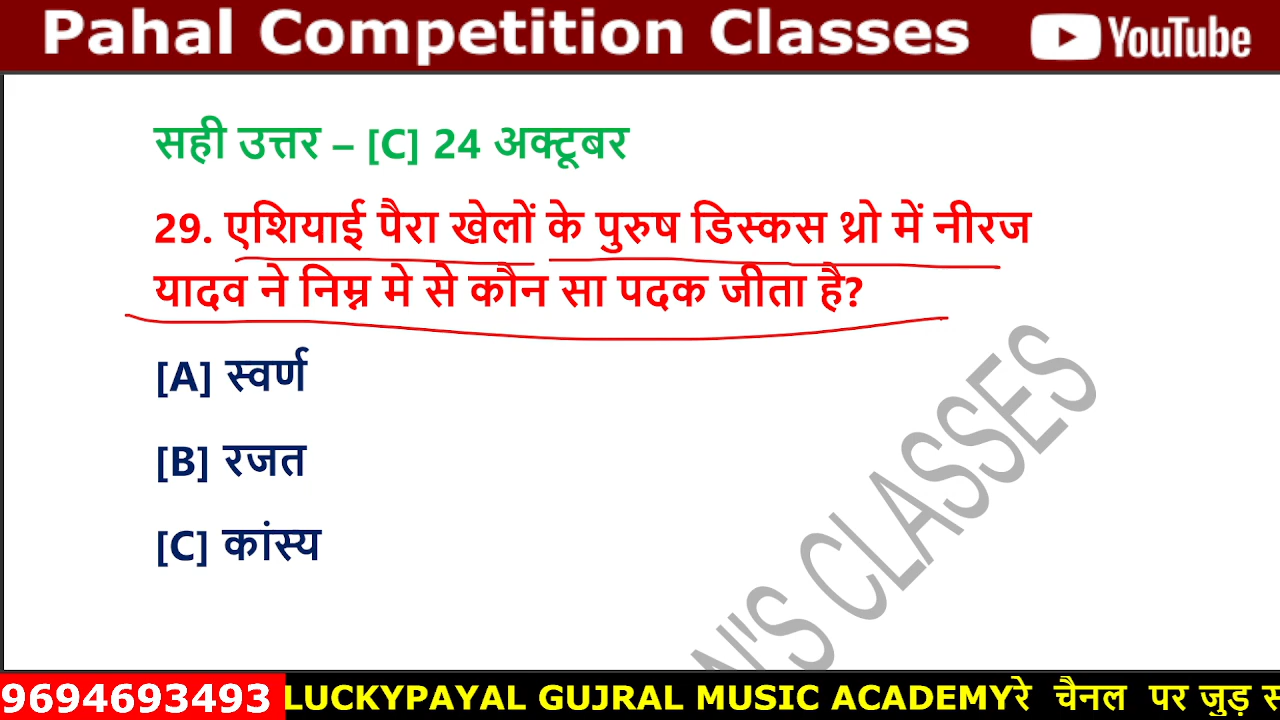 Pahal Competition Classes YouTube
सही उत्तर – [C] 24 अक्टूबर
29. एशियाई पैरा खेलों के पुरुष डिस्कस थ्रो में नीरज
यादव ने निम्न मे से कौन सा पदक जीता है?
[A] स्वर्ण
[B] रजत
[C] कांस्य
N'S CLASSES
9694693493 LUCKYPAYAL GUJRAL MUSIC ACADEMYरे चैनल पर जुड़